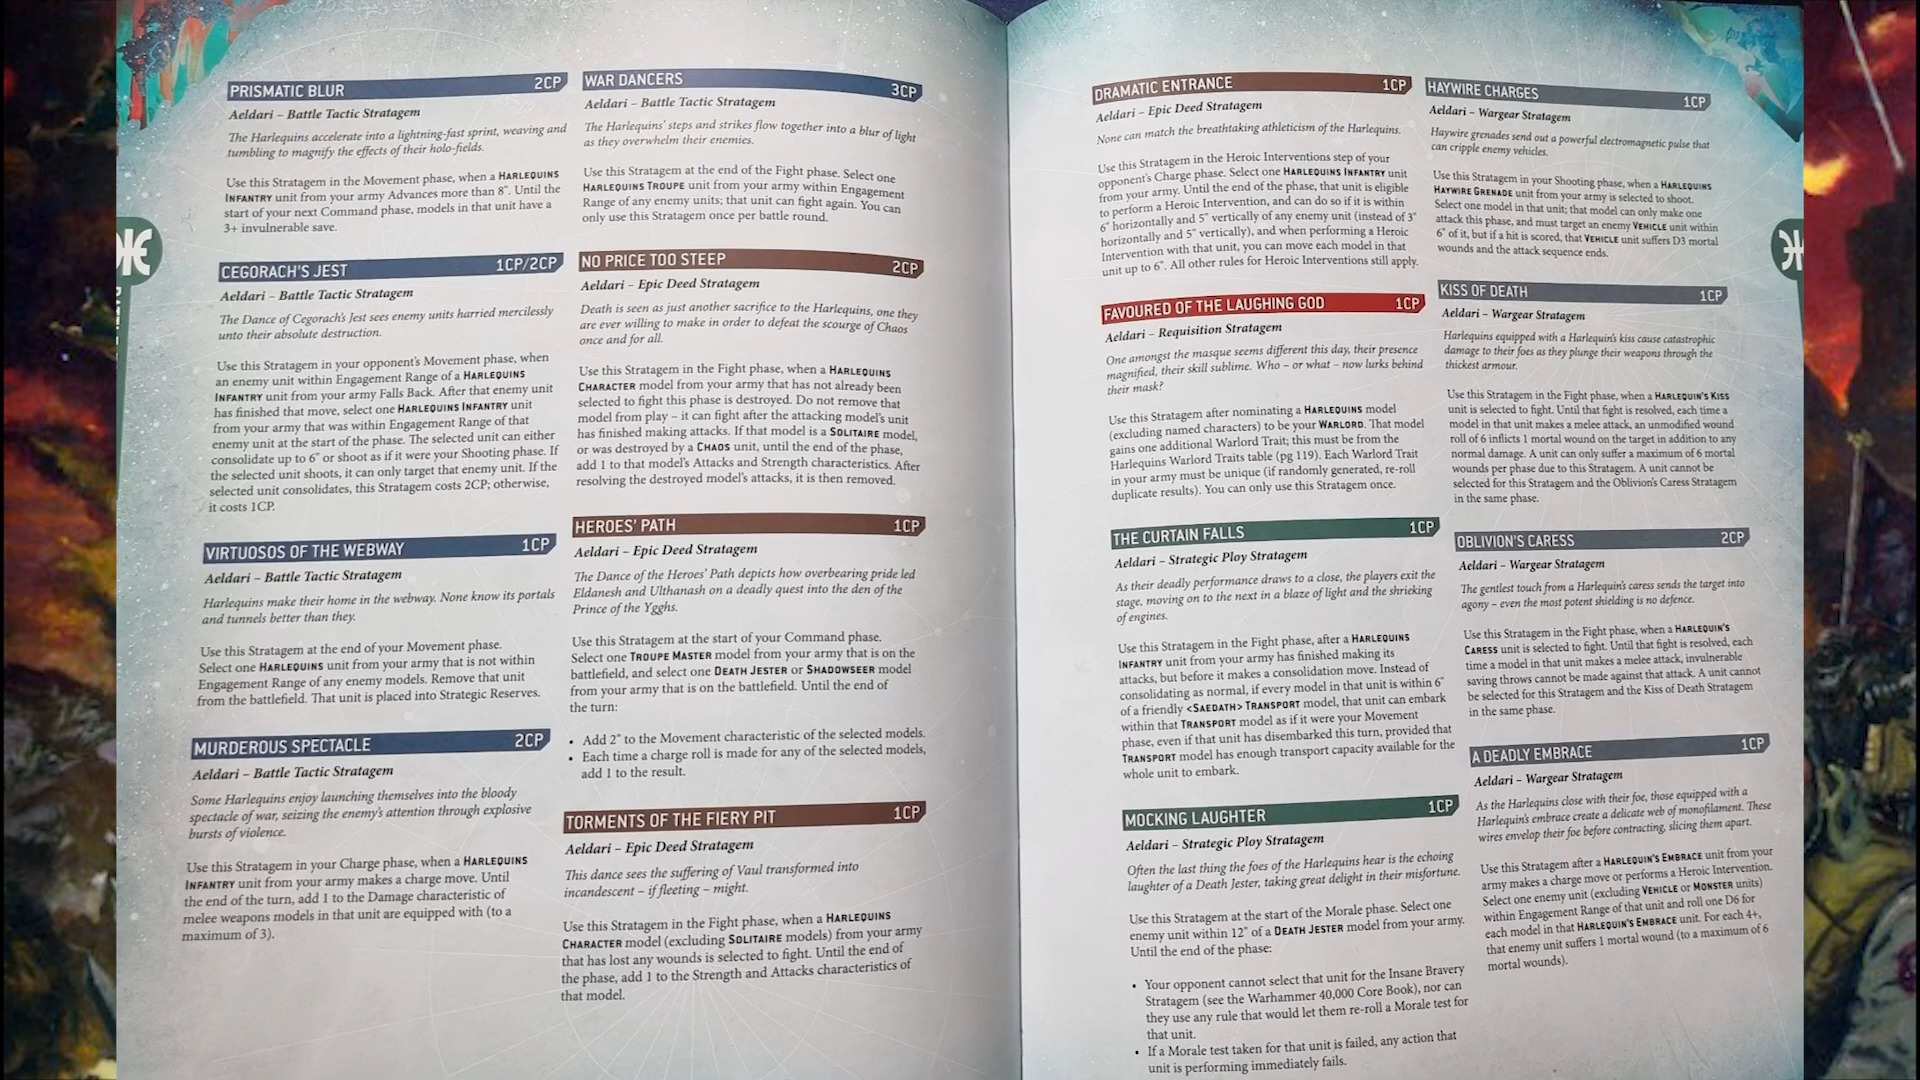 PRISMATIC BLUR 2CP
Aeldari – Battle Tactic Stratagem
The Harlequins accelerate into a lightning-fast sprint, weaving and
tumbling to magnify the effects of their holo-fields.
Use this Stratagem in the Movement phase, when a HARLEQUINS
INFANTRY unit from your army Advances more than 8". Until the
start of your next Command phase, models in that unit have a
3+ invulnerable save.
CEGORACH'S JEST 1CP/2CP
Aeldari – Battle Tactic Stratagem
The Dance of Cegorach's Jest sees enemy units harried mercilessly
unto their absolute destruction.
Use this Stratagem in your opponent's Movement phase, when
an enemy unit within Engagement Range of a HARLEQUINS
INFANTRY unit from your army Falls Back. After that enemy unit
has finished that move, select one HARLEQUINS INFANTRY unit
from your army that was within Engagement Range of that
enemy unit at the start of the phase. The selected unit can either
consolidate up to 6" or shoot as if it were your Shooting phase. If
the selected unit shoots, it can only target that enemy unit. If the
selected unit consolidates, this Stratagem costs 2CP; otherwise,
it costs 1CP.
VIRTUOSOS OF THE WEBWAY 1CP
Aeldari – Battle Tactic Stratagem
Harlequins make their home in the webway. None know its portals
and tunnels better than they.
Use this Stratagem at the end of your Movement phase.
Select one HARLEQUINS unit from your army that is not within
Engagement Range of any enemy models. Remove that unit
from the battlefield. That unit is placed into Strategic Reserves.
MURDEROUS SPECTACLE 2CP
Aeldari – Battle Tactic Stratagem
Some Harlequins enjoy launching themselves into the bloody
spectacle of war, seizing the enemy's attention through explosive
bursts of violence.
Use this Stratagem in your Charge phase, when a HARLEQUINS
INFANTRY unit from your army makes a charge move. Until
the end of the turn, add 1 to the Damage characteristic of
melee weapons models in that unit are equipped with (to a
maximum of 3).
WAR DANCERS 3CP
Aeldari – Battle Tactic Stratagem
The Harlequins' steps and strikes flow together into a blur of light
as they overwhelm their enemies.
Use this Stratagem at the end of the Fight phase. Select one
HARLEQUINS TROUPE unit from your army within Engagement
Range of any enemy units; that unit can fight again. You can
only use this Stratagem once per battle round.
NO PRICE TOO STEEP 2CP
Aeldari – Epic Deed Stratagem
Death is seen as just another sacrifice to the Harlequins, one they
are ever willing to make in order to defeat the scourge of Chaos
once and for all.
Use this Stratagem in the Fight phase, when a HARLEQUINS
CHARACTER model from your army that has not already been
selected to fight this phase is destroyed. Do not remove that
model from play – it can fight after the attacking model's unit
has finished making attacks. If that model is a SOLITAIRE model,
or was destroyed by a CHAOS unit, until the end of the phase,
add 1 to that model's Attacks and Strength characteristics. After
resolving the destroyed model's attacks, it is then removed.
HEROES' PATH 1CP
Aeldari – Epic Deed Stratagem
The Dance of the Heroes' Path depicts how overbearing pride led
Eldanesh and Ulthanash on a deadly quest into the den of the
Prince of the Ygghs.
Use this Stratagem at the start of your Command phase.
Select one TROUPE MASTER model from your army that is on the
battlefield, and select one DEATH JESTER or SHADOWSEER model
from your army that is on the battlefield. Until the end of
the turn:
• Add 2" to the Movement characteristic of the selected models.
• Each time a charge roll is made for any of the selected models,
add 1 to the result.
TORMENTS OF THE FIERY PIT 1CP
Aeldari – Epic Deed Stratagem
This dance sees the suffering of Vaul transformed into
incandescent – if fleeting – might.
Use this Stratagem in the Fight phase, when a HARLEQUINS
CHARACTER model (excluding SOLITAIRE models) from your army
that has lost any wounds is selected to fight. Until the end of
the phase, add 1 to the Strength and Attacks characteristics of
that model.
DRAMATIC ENTRANCE 1CP
Aeldari – Epic Deed Stratagem
None can match the breathtaking athleticism of the Harlequins.
Use this Stratagem in the Heroic Interventions step of your
opponent's Charge phase. Select one HARLEQUINS INFANTRY unit
from your army. Until the end of the phase, that unit is eligible
to perform a Heroic Intervention, and can do so if it is within
6" horizontally and 5" vertically of any enemy unit (instead of 3"
horizontally and 5" vertically), and when performing a Heroic
Intervention with that unit, you can move each model in that
unit up to 6". All other rules for Heroic Interventions still apply.
FAVOURED OF THE LAUGHING GOD 1CP
Aeldari – Requisition Stratagem
One amongst the masque seems different this day, their presence
magnified, their skill sublime. Who – or what – now lurks behind
their mask?
Use this Stratagem after nominating a HARLEQUINS model
(excluding named characters) to be your WARLORD. That model
gains one additional Warlord Trait; this must be from the
Harlequins Warlord Traits table (pg 119). Each Warlord Trait
in your army must be unique (if randomly generated, re-roll
duplicate results). You can only use this Stratagem once.
THE CURTAIN FALLS 1CP
Aeldari – Strategic Ploy Stratagem
As their deadly performance draws to a close, the players exit the
stage, moving on to the next in a blaze of light and the shrieking
of engines.
Use this Stratagem in the Fight phase, after a HARLEQUINS
INFANTRY unit from your army has finished making its
attacks, but before it makes a consolidation move. Instead of
consolidating as normal, if every model in that unit is within 6"
of a friendly <SAEDATH> TRANSPORT model, that unit can embark
within that TRANSPORT model as if it were your Movement
phase, even if that unit has disembarked this turn, provided that
TRANSPORT model has enough transport capacity available for the
whole unit to embark.
MOCKING LAUGHTER 1CP
Aeldari – Strategic Ploy Stratagem
Often the last thing the foes of the Harlequins hear is the echoing
laughter of a Death Jester, taking great delight in their misfortune.
Use this Stratagem at the start of the Morale phase. Select one
enemy unit within 12" of a DEATH JESTER model from your army.
Until the end of the phase:
• Your opponent cannot select that unit for the Insane Bravery
Stratagem (see the Warhammer 40,000 Core Book), nor can
they use any rule that would let them re-roll a Morale test for
that unit.
• If a Morale test taken for that unit is failed, any action that
unit is performing immediately fails.
HAYWIRE CHARGES 1CP
Aeldari – Wargear Stratagem
Haywire grenades send out a powerful electromagnetic pulse that
can cripple enemy vehicles.
Use this Stratagem in your Shooting phase, when a HARLEQUINS
HAYWIRE GRENADE unit from your army is selected to shoot.
Select one model in that unit; that model can only make one
attack this phase, and must target an enemy VEHICLE unit within
6" of it, but if a hit is scored, that VEHICLE unit suffers D3 mortal
wounds and the attack sequence ends.
KISS OF DEATH 1CP
Aeldari – Wargear Stratagem
Harlequins equipped with a Harlequin's kiss cause catastrophic
damage to their foes as they plunge their weapons through the
thickest armour.
Use this Stratagem in the Fight phase, when a HARLEQUIN'S KISS
unit is selected to fight. Until that fight is resolved, each time a
model in that unit makes a melee attack, an unmodified wound
roll of 6 inflicts 1 mortal wound on the target in addition to any
normal damage. A unit can only suffer a maximum of 6 mortal
wounds per phase due to this Stratagem. A unit cannot be
selected for this Stratagem and the Oblivion's Caress Stratagem
in the same phase.
OBLIVION'S CARESS 2CP
Aeldari – Wargear Stratagem
The gentlest touch from a Harlequin's caress sends the target into
agony – even the most potent shielding is no defence.
Use this Stratagem in the Fight phase, when a HARLEQUIN'S
CARESS unit is selected to fight. Until that fight is resolved, each
time a model in that unit makes a melee attack, invulnerable
saving throws cannot be made against that attack. A unit cannot
be selected for this Stratagem and the Kiss of Death Stratagem
in the same phase.
A DEADLY EMBRACE 1CP
Aeldari – Wargear Stratagem
As the Harlequins close with their foe, those equipped with a
Harlequin's embrace create a delicate web of monofilament. These
wires envelop their foe before contracting, slicing them apart.
Use this Stratagem after a HARLEQUIN'S EMBRACE unit from your
army makes a charge move or performs a Heroic Intervention.
Select one enemy unit (excluding VEHICLE or MONSTER units)
within Engagement Range of that unit and roll one D6 for
each model in that HARLEQUIN'S EMBRACE unit. For each 4+,
that enemy unit suffers 1 mortal wound (to a maximum of 6
mortal wounds).